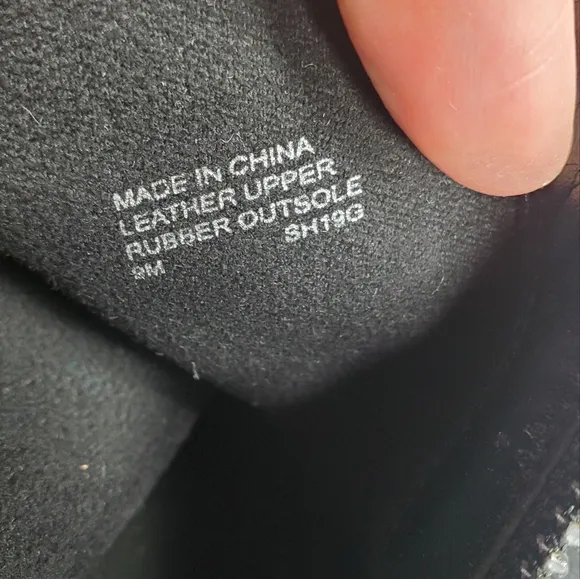 MADE IN CHINA
LEATHER UPPER
RUBBER OUTSOLE
SH19G
9M